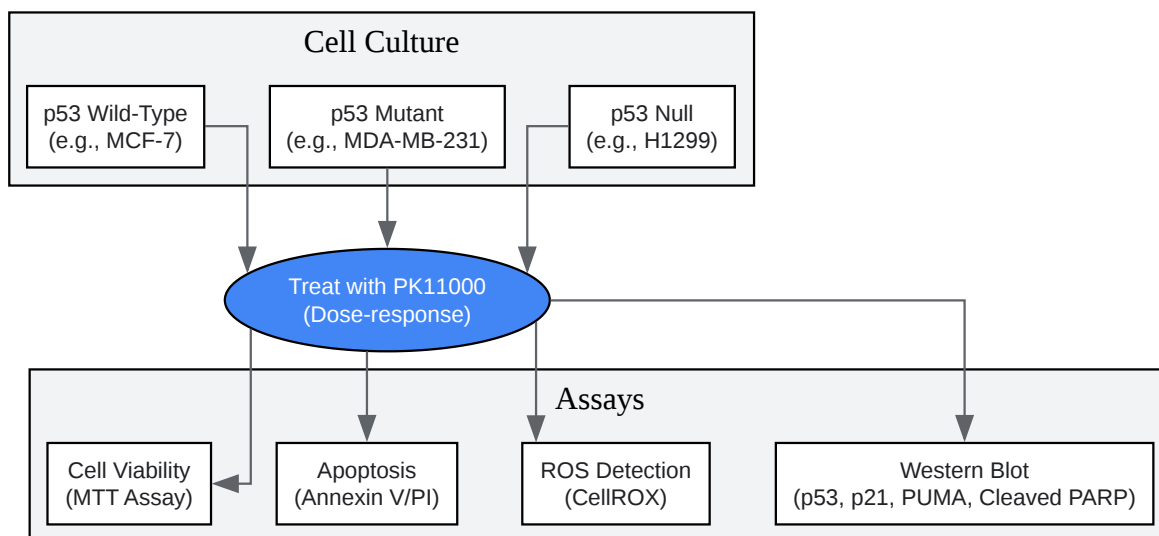 Cell Culture
p53 Wild-Type
(e.g., MCF-7)
p53 Mutant
(e.g., MDA-MB-231)
p53 Null
(e.g., H1299)
Treat with PK11000
(Dose-response)
Assays
Cell Viability
(MTT Assay)
Apoptosis
(Annexin V/PI)
ROS Detection
(CellROX)
Western Blot
(p53, p21, PUMA, Cleaved PARP)